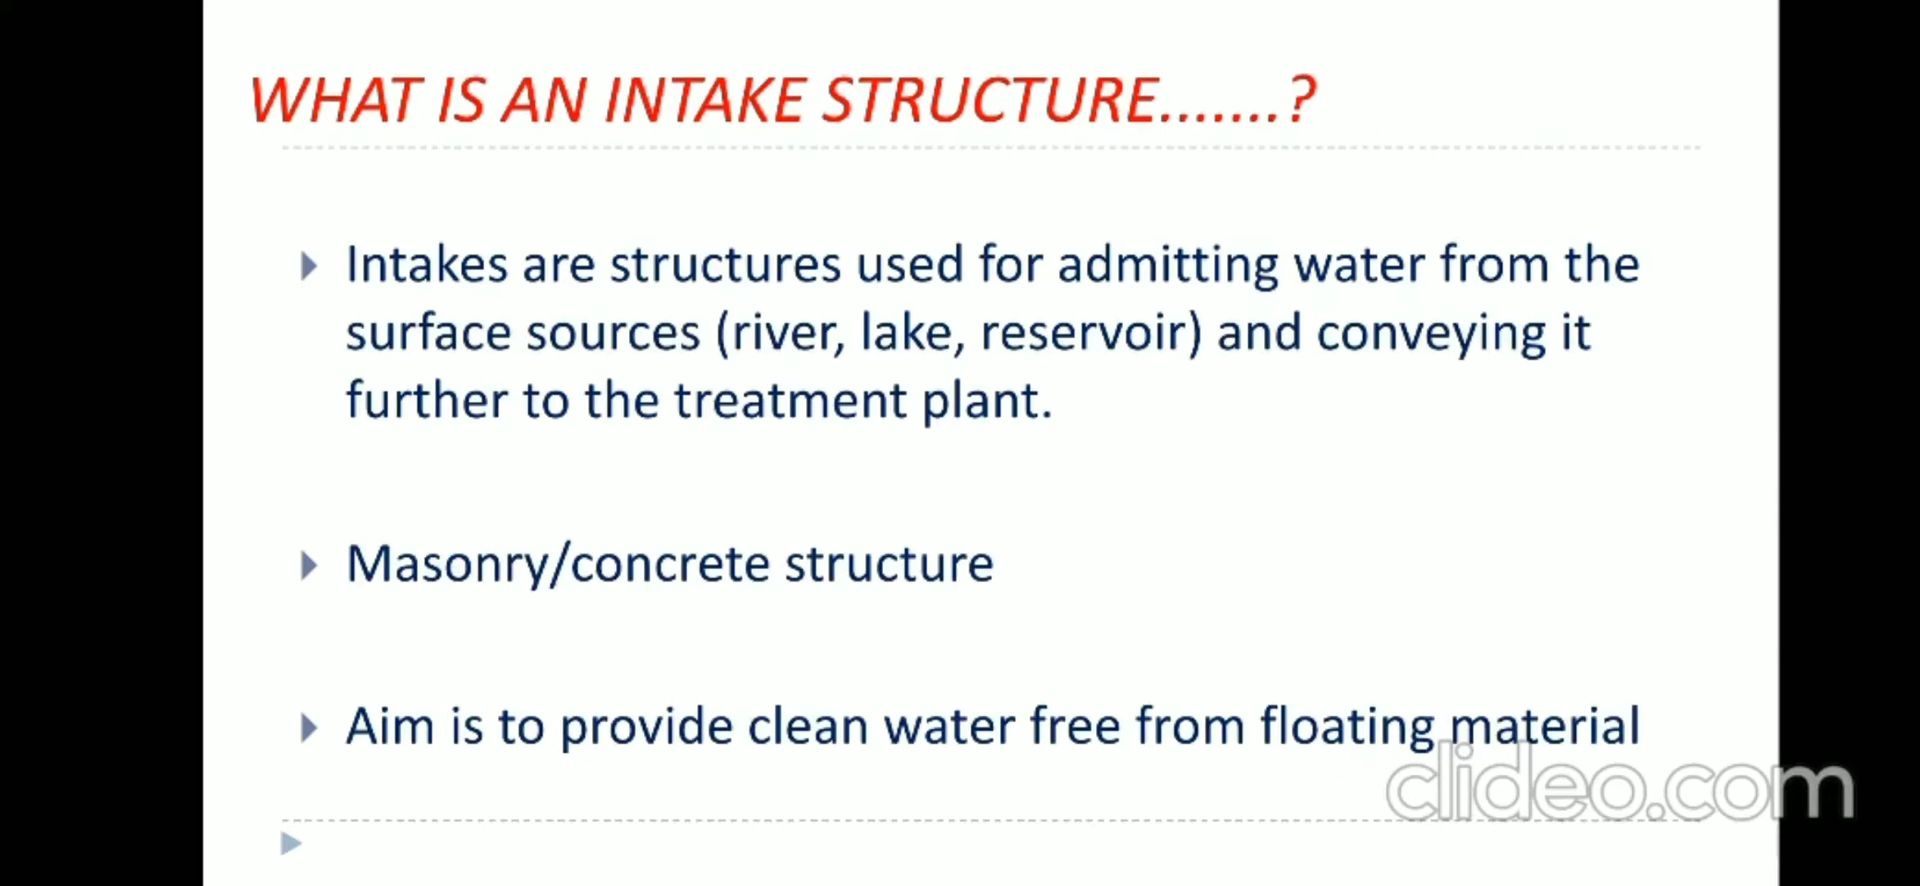 WHAT IS AN INTAKE STRUCTURE.......?
Intakes are structures used for admitting water from the
surface sources (river, lake, reservoir) and conveying it
further to the treatment plant.
Masonry/concrete structure
Aim is to provide clean water free from floating material
clideo.com